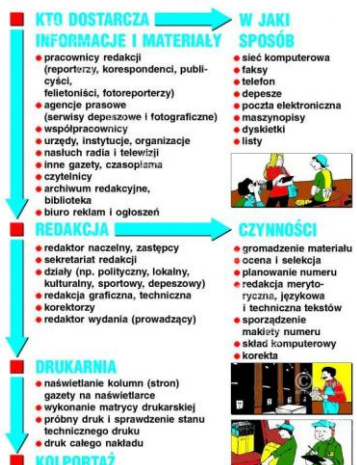 KTO DOSTARCZA
INFORMACJE I MATERIAŁY
pracownicy redakcji
(reporterzy, korespondenci, publi-
cyści,
felietoniści, fotoreporterzy)
agencje prasowe
(serwisy depeszowe i fotograficzne)
współpracownicy
urzędy, instytucje, organizacje
nasłuch radia i telewizji
inne gazety, czasopisma
czytelnicy
archiwum redakcyjne,
biblioteka
biuro reklam i ogłoszeń
W JAKI
SPOSÓB
sieć komputerowa
faksy
telefon
depesze
poczta elektroniczna
maszynopisy
dyskietki
listy
REDAKCJA
redaktor naczelny, zastępcy
sekretariat redakcji
działy (np. polityczny, lokalny,
kulturalny, sportowy, depeszowy)
redakcja graficzna, techniczna
korektorzy
redaktor wydania (prowadzący)
CZYNNOŚCI
gromadzenie materiału
ocena i selekcja
planowanie numeru
redakcja meryto-
ryczna, językowa
i techniczna tekstów
sporządzenie
makiety numeru
skład komputerowy
korekta
DRUKARNIA
naświetlanie kolumn (stron)
gazety na naświetlarce
wykonanie matrycy drukarskiej
próbny druk i sprawdzenie stanu
technicznego druku
druk całego nakładu
KOLPORTAŻ